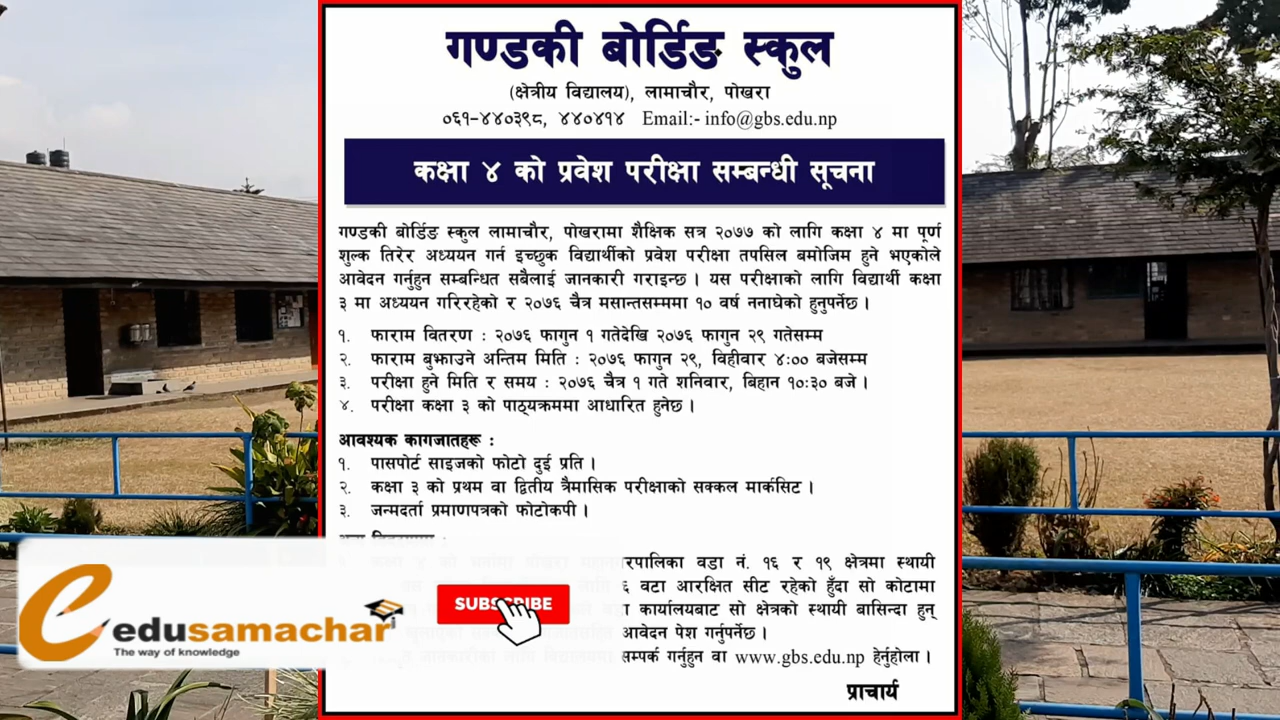 गण्डकी बोर्डिङ स्कुल
(क्षेत्रीय विद्यालय), लामाचौर, पोखरा
०६१-४४०३९८, ४४०४१४ Email:- info@gbs.edu.np
कक्षा ४ को प्रवेश परीक्षा सम्बन्धी सूचना
गण्डकी बोर्डिङ स्कुल लामाचौर, पोखरामा शैक्षिक सत्र २०७७ को लागि कक्षा ४ मा पूर्ण
शुल्क तिरेर अध्ययन गर्न इच्छुक विद्यार्थीको प्रवेश परीक्षा तपसिल बमोजिम हुने भएकोले
आवेदन गर्नुहुन सम्बन्धित सबैलाई जानकारी गराइन्छ । यस परीक्षाको लागि विद्यार्थी कक्षा
३ मा अध्ययन गरिरहेको र २०७६ चैत्र मसान्तसम्ममा १० वर्ष ननाघेको हुनुपर्नेछ ।
१. फाराम वितरण : २०७६ फागुन १ गतेदेखि २०७६ फागुन २९ गतेसम्म
२. फाराम बुझाउने अन्तिम मिति : २०७६ फागुन २९, विहीवार ४:०० बजेसम्म
३. परीक्षा हुने मिति र समय : २०७६ चैत्र १ गते शनिवार, बिहान १०:३० बजे ।
४. परीक्षा कक्षा ३ को पाठ्यक्रममा आधारित हुनेछ ।
आवश्यक कागजातहरू :
१. पासपोर्ट साइजको फोटो दुई प्रति ।
२. कक्षा ३ को प्रथम वा द्वितीय त्रैमासिक परीक्षाको सक्कल मार्कसिट ।
३. जन्मदर्ता प्रमाणपत्रको फोटोकपी ।
रपालिका वडा नं. १६ र १९ क्षेत्रमा स्थायी
६ वटा आरक्षित सीट रहेको हुँदा सो कोटामा
कार्यालयबाट सो क्षेत्रको स्थायी बासिन्दा हुन्
आवेदन पेश गर्नुपर्नेछ ।
सम्पर्क गर्नुहुन वा www.gbs.edu.np हेर्नुहोला ।
प्राचार्य
SUBSCRIBE
edusamachar
The way of knowledge